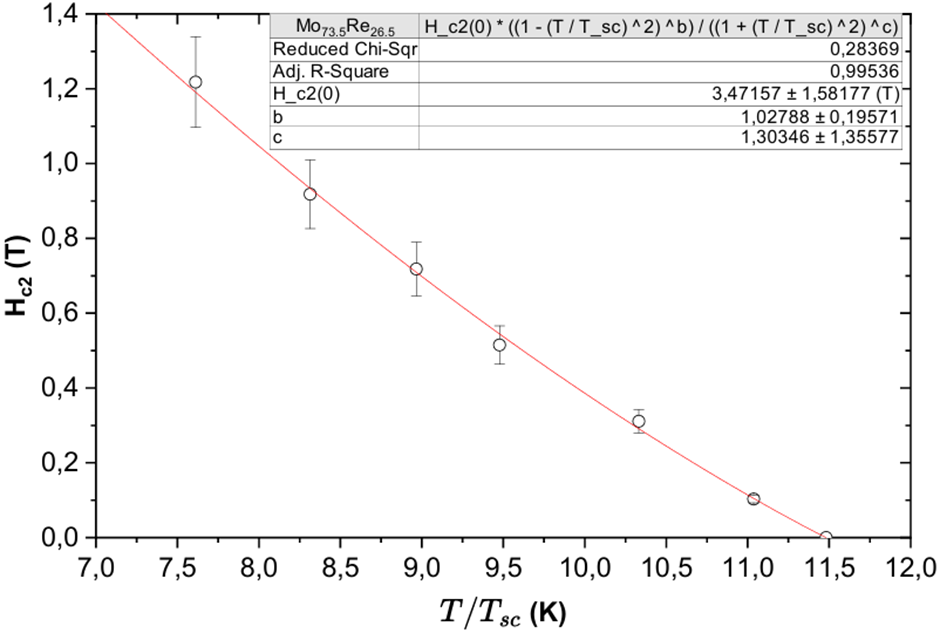 Mo73.5Re26.5 H_c2(0) * ((1 - (T / T_sc) ^2) ^b) / ((1 + (T / T_sc) ^2) ^c)
Reduced Chi-Sqr 0,28369
Adj. R-Square 0,99536
H_c2(0) 3,47157 ± 1,58177 (T)
b 1,02788 ± 0,19571
c 1,30346 ± 1,35577
1,4
1,2
1,0
0,8
0,6
0,4
0,2
0,0
Hc2 (T)
7,0 7,5 8,0 8,5 9,0 9,5 10,0 10,5 11,0 11,5 12,0
T/Tsc (K)